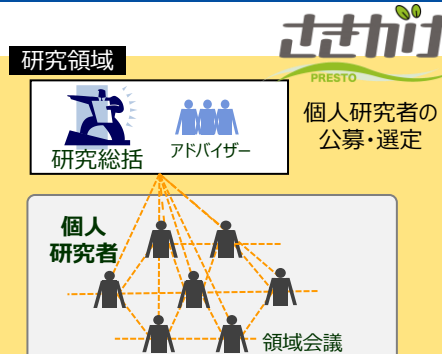 さきがけ
PRESTO
研究領域
研究総括
アドバイザー
個人研究者の
公募・選定
個人
研究者
領域会議